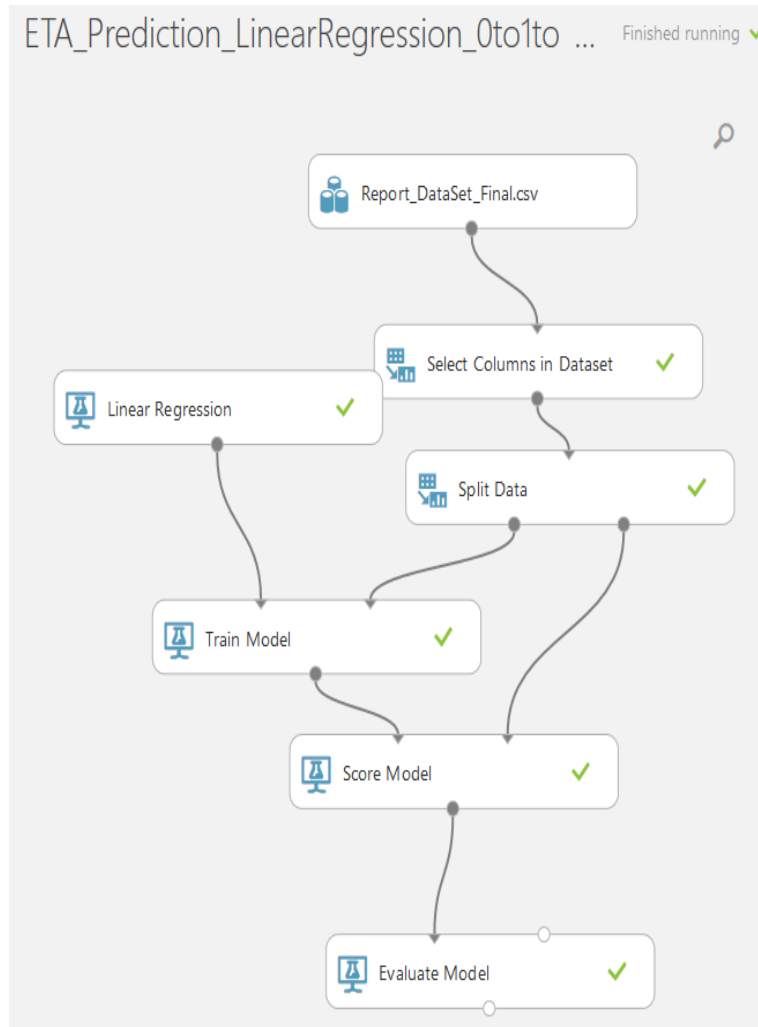 ETA_Prediction_LinearRegression_0to1to ...
Finished running
Report_DataSet_Final.csv
Select Columns in Dataset
Linear Regression
Split Data
Train Model
Score Model
Evaluate Model